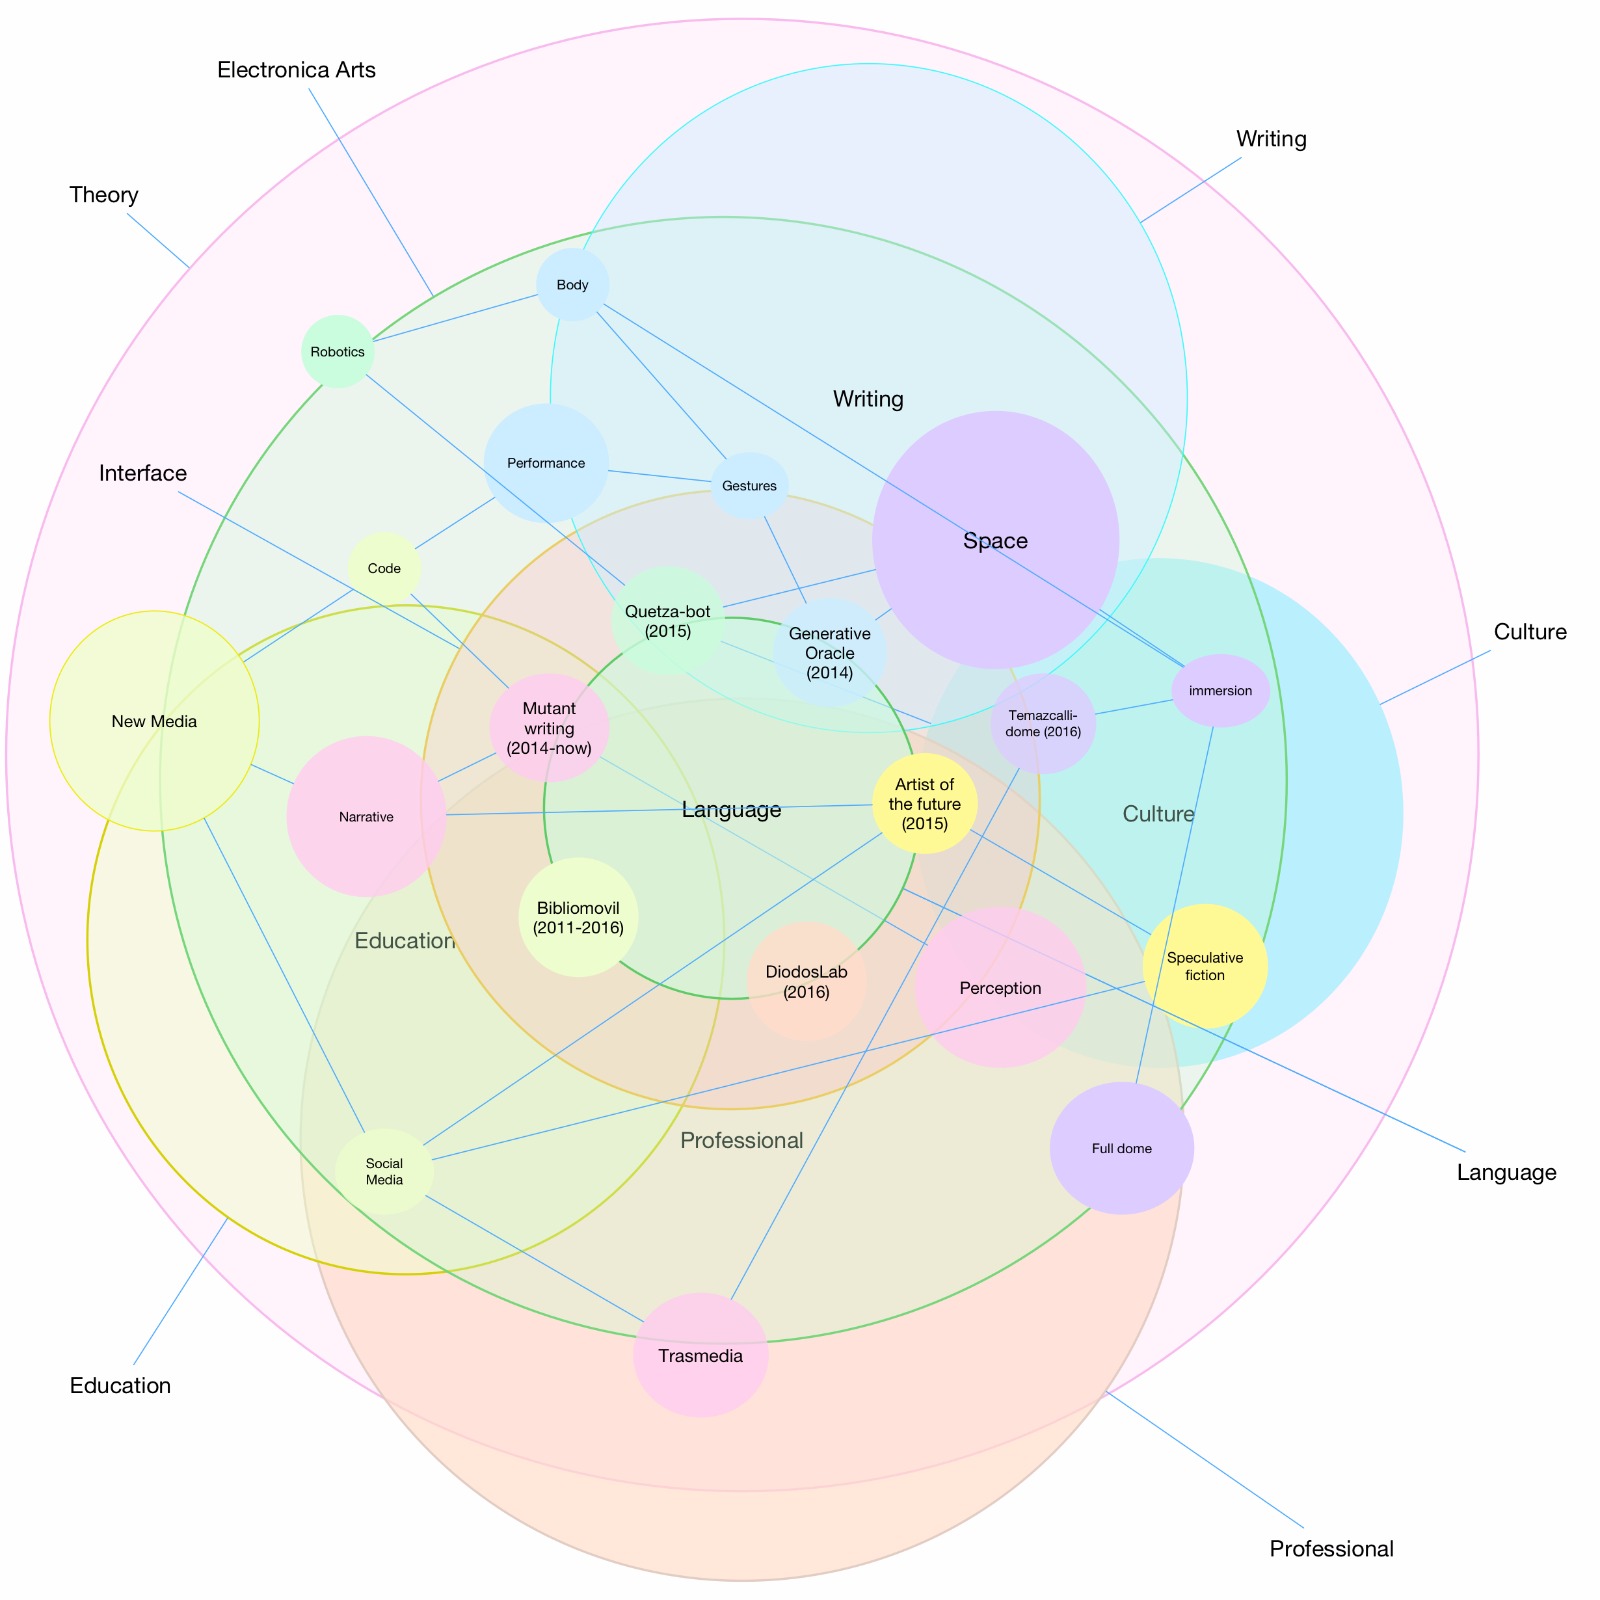 Electronica Arts
Writing
Theory
Body
Robotics
Writing
Performance
Interface
Gestures
Space
Code
Quetza-bot
(2015)
Generative
Oracle
(2014)
Culture
immersion
New Media
Mutant
writing
(2014-now)
Temazcalli-
dome (2016)
Narrative
Language
Artist of
the future
(2015)
Culture
Bibliomovil
(2011-2016)
Education
DiodosLab
(2016)
Perception
Speculative
fiction
Professional
Full dome
Social
Media
Language
Trasmedia
Education
Professional